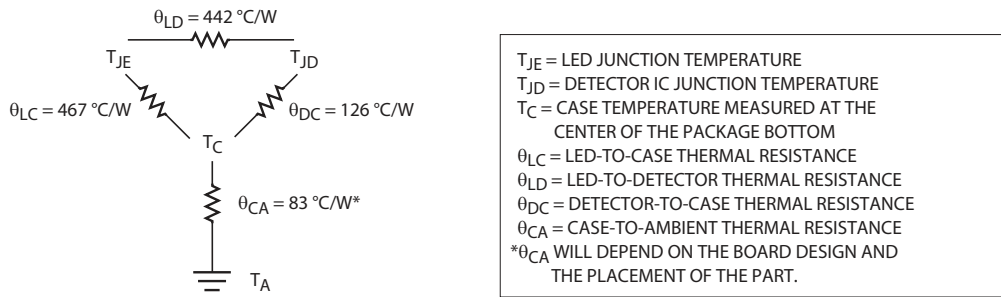 θLD = 442 °C/W
TJE
TJD
θLC = 467 °C/W
θDC = 126 °C/W
TC
θCA = 83 °C/W*
TA
TJE = LED JUNCTION TEMPERATURE
TJD = DETECTOR IC JUNCTION TEMPERATURE
TC = CASE TEMPERATURE MEASURED AT THE
CENTER OF THE PACKAGE BOTTOM
θLC = LED-TO-CASE THERMAL RESISTANCE
θLD = LED-TO-DETECTOR THERMAL RESISTANCE
θDC = DETECTOR-TO-CASE THERMAL RESISTANCE
θCA = CASE-TO-AMBIENT THERMAL RESISTANCE
*θCA WILL DEPEND ON THE BOARD DESIGN AND
THE PLACEMENT OF THE PART.